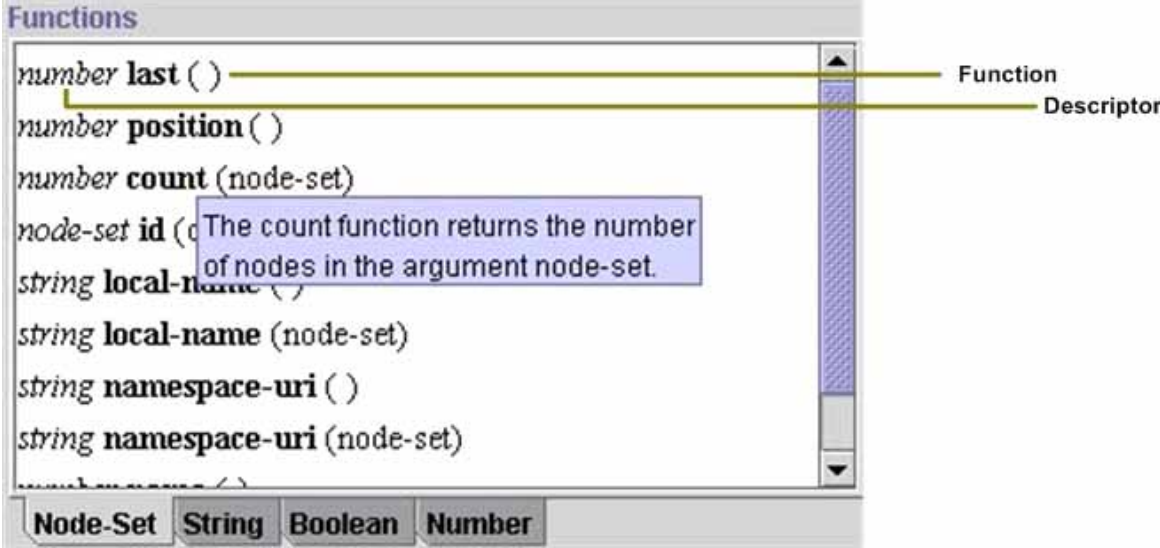 Functions
number last ( )
Function
Descriptor
number position ( )
number count (node-set)
node-set id (
The count function returns the number
of nodes in the argument node-set.
string local-name ( )
string local-name (node-set)
string namespace-uri ( )
string namespace-uri (node-set)
name ( )
Node-Set String Boolean Number